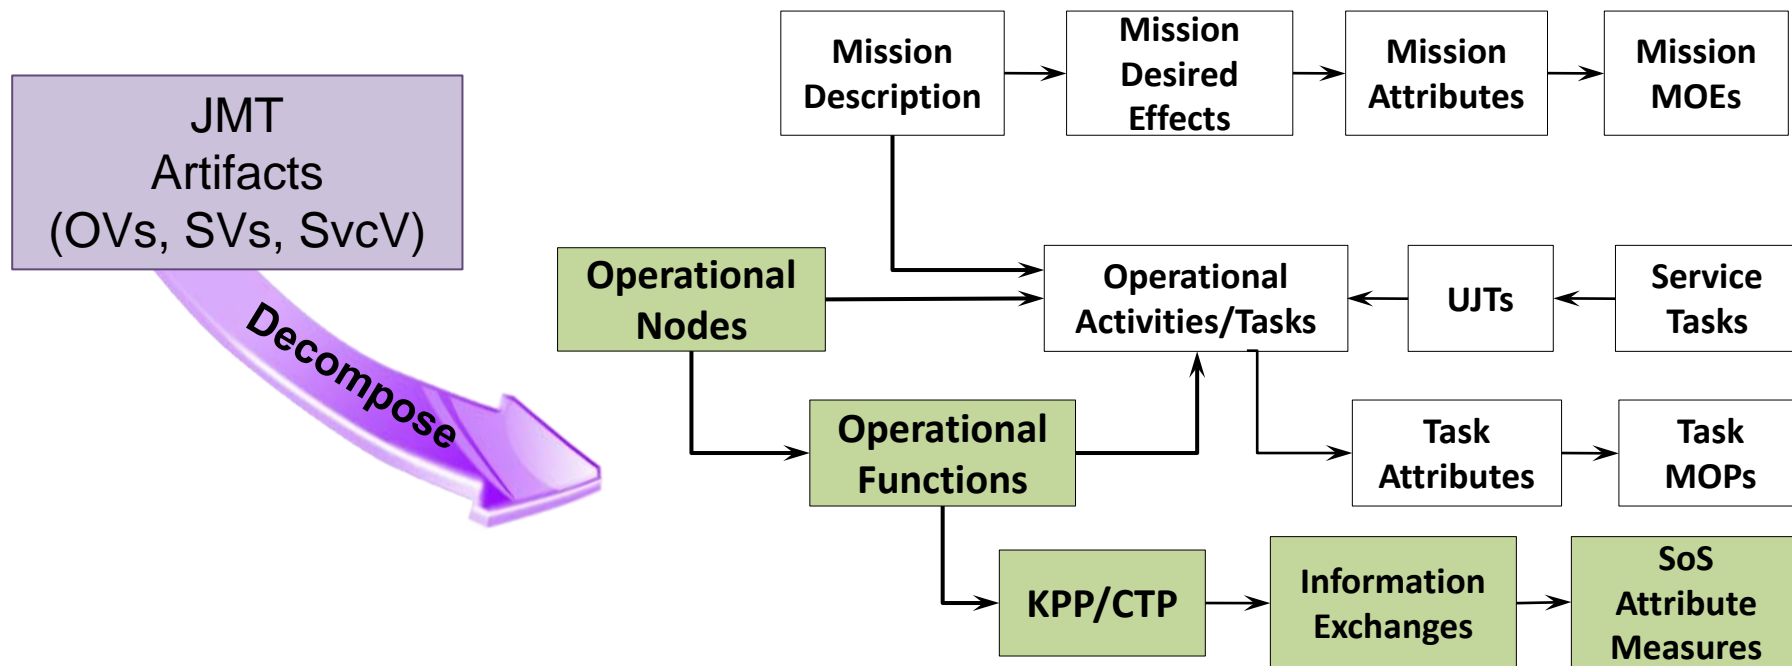 JMT
Artifacts
(OVs, SVs, SvcV)
Decompose
Mission
Description
Mission
Desired
Effects
Mission
Attributes
Mission
MOEs
Operational
Nodes
Operational
Activities/Tasks
UJTs
Service
Tasks
Operational
Functions
Task
Attributes
Task
MOPs
KPP/CTP
Information
Exchanges
SoS
Attribute
Measures